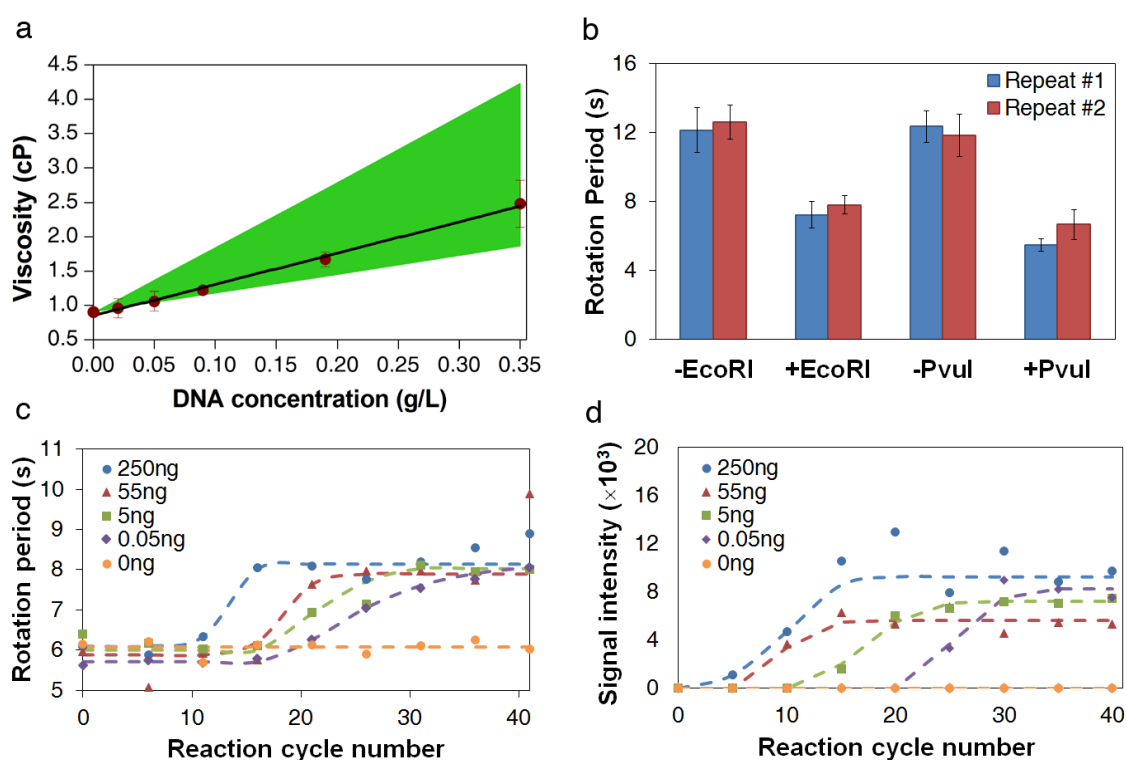 a
4.5
4.0
3.5
3.0
2.5
2.0
1.5
1.0
0.5
Viscosity (cP)
0.00 0.05 0.10 0.15 0.20 0.25 0.30 0.35
DNA concentration (g/L)
b
16
12
8
4
0
Rotation Period (s)
Repeat #1
Repeat #2
-EcoRI +EcoRI -PvuI +PvuI
c
11
10
9
8
7
6
5
Rotation period (s)
250ng
55ng
5ng
0.05ng
0ng
0 10 20 30 40
Reaction cycle number
d
20
16
12
8
4
0
Signal intensity (×10³)
250ng
55ng
5ng
0.05ng
0ng
0 10 20 30 40
Reaction cycle number